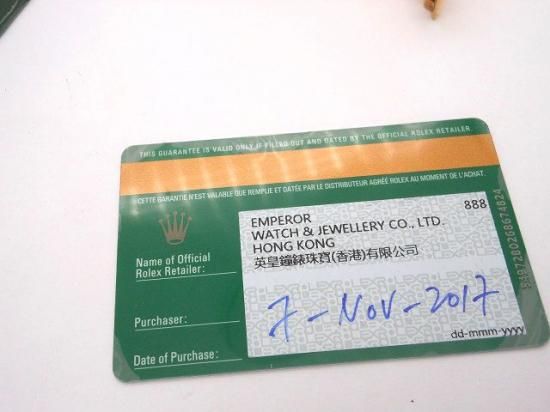 THIS GUARANTEE IS VALID ONLY IF FILLED OUT AND DATED BY THE OFFICIAL ROLEX RETAILER.
CETTE GARANTIE N'EST VALABLE QUE REMPLIE ET DATÉE PAR LE DISTRIBUTEUR AGRÉÉ ROLEX AU MOMENT DE L'ACHAT.
EMPEROR 888
WATCH & JEWELLERY CO., LTD.
HONG KONG
英皇鐘錶珠寶(香港)有限公司
Name of Official
Rolex Retailer:
Purchaser:
7-Nov-2017
dd-mmm-yyyy
Date of Purchase: